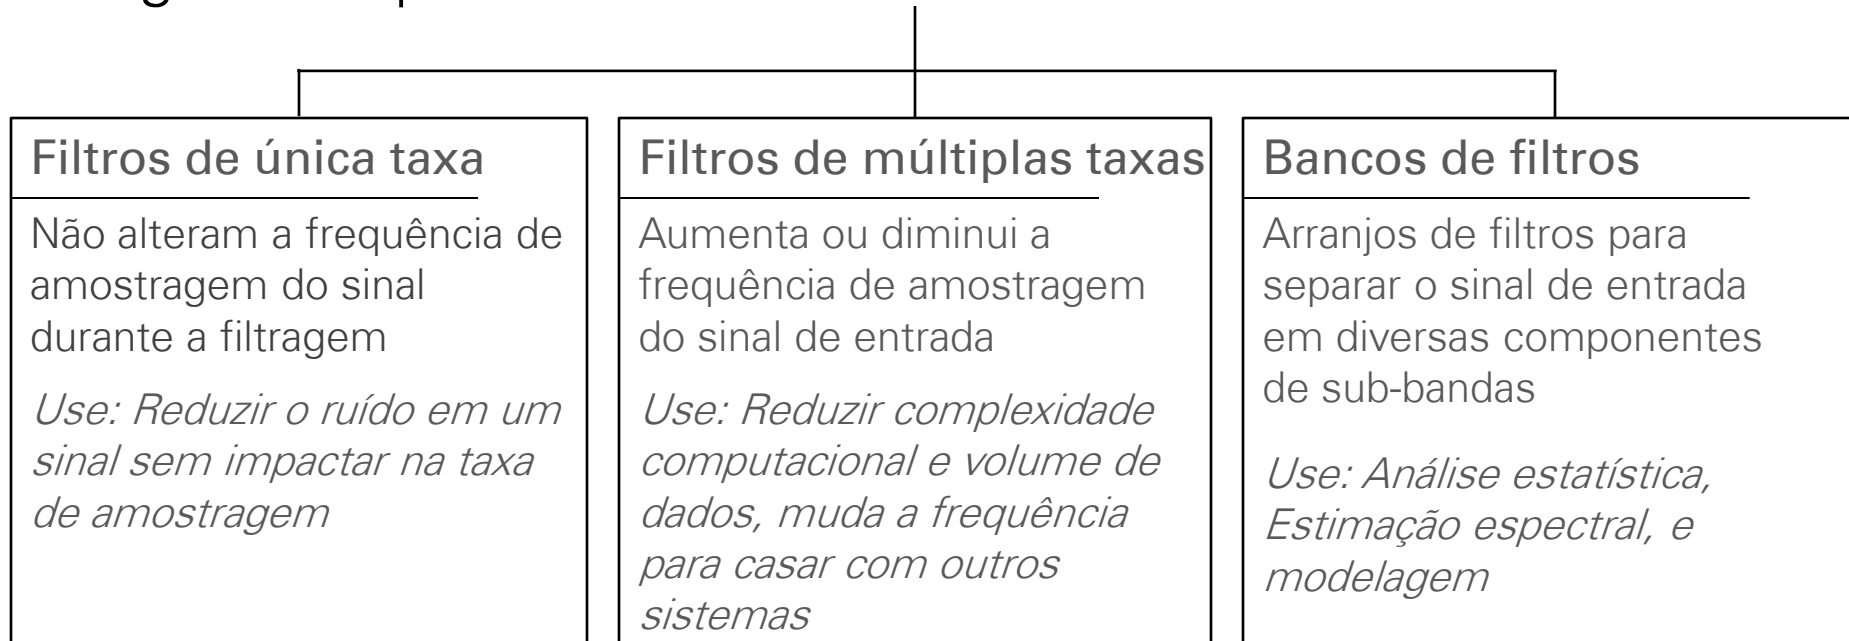 Filtros de única taxa
Não alteram a frequência de
amostragem do sinal
durante a filtragem
Use: Reduzir o ruído em um
sinal sem impactar na taxa
de amostragem
Filtros de múltiplas taxas
Aumenta ou diminui a
frequência de amostragem
do sinal de entrada
Use: Reduzir complexidade
computacional e volume de
dados, muda a frequência
para casar com outros
sistemas
Bancos de filtros
Arranjos de filtros para
separar o sinal de entrada
em diversas componentes
de sub-bandas
Use: Análise estatística,
Estimação espectral, e
modelagem